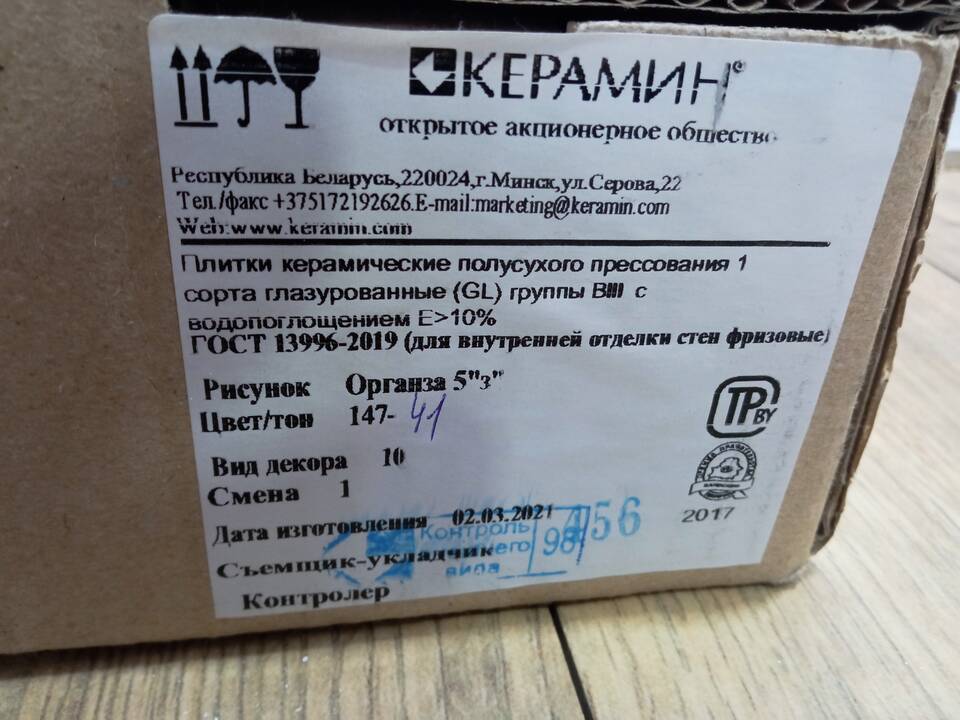 КЕРАМИН
открытое акционерное общество
Республика Беларусь,220024,г.Минск,ул.Серова,22
Тел./факс +375172192626.E-mail:marketing@keramin.com
Web:www.keramin.com
Плитки керамические полусухого прессования 1
сорта глазурованные (GL) группы BIII с
водопоглощением E>10%
ГОСТ 13996-2019 (для внутренней отделки стен фризовые)
Рисунок Органза 5"з"
Цвет/тон 147-41
ТР BY
Вид декора 10
Смена 1
2017
Дата изготовления 02.03.2021
Контроль
вида
98
456
Съемщик-укладчик
Контролер